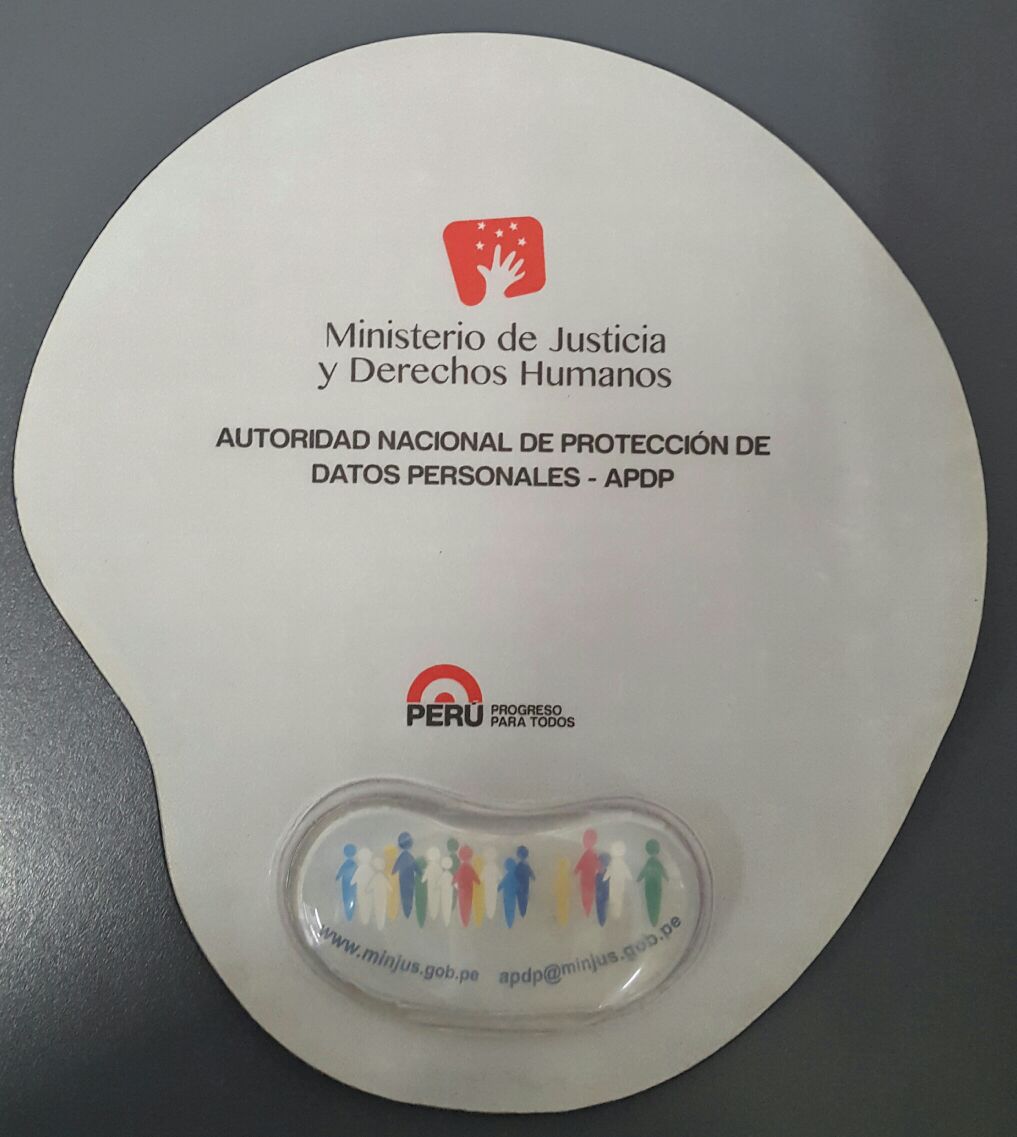 Ministerio de Justicia
y Derechos Humanos
AUTORIDAD NACIONAL DE PROTECCIÓN DE
DATOS PERSONALES - APDP
PERÚ PROGRESO
PARA TODOS
www.minjus.gob.pe apdp@minjus.gob.pe